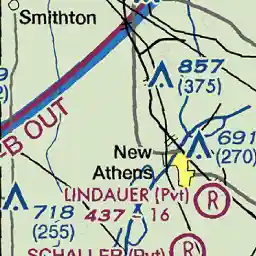 Smithton
857
(375)
-B OUT
691
(270)
New
Athens
LINDAUER (Pvt)
R
437 - 16
718
(255)
SCHALLER (Pvt)
R